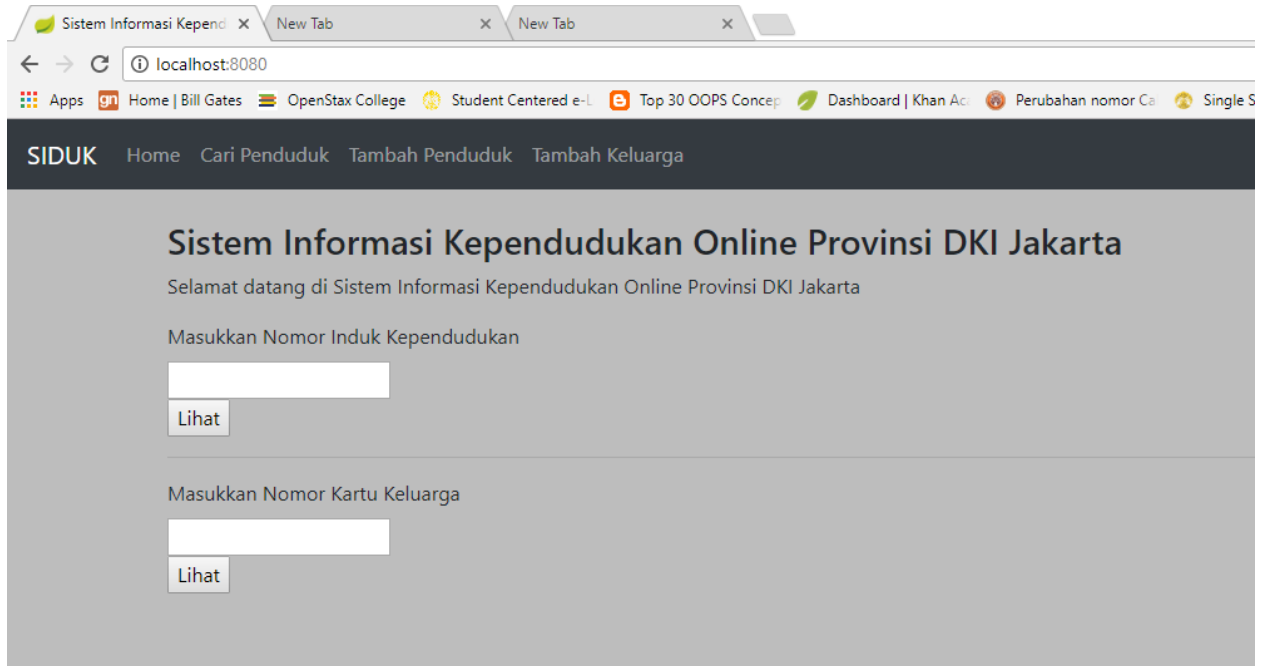 Sistem Informasi Kepend
New Tab
New Tab
localhost:8080
Apps gn Home | Bill Gates OpenStax College Student Centered e-L Top 30 OOPS Concep Dashboard | Khan Ac Perubahan nomor Ca Single S
SIDUK Home Cari Penduduk Tambah Penduduk Tambah Keluarga
Sistem Informasi Kependudukan Online Provinsi DKI Jakarta
Selamat datang di Sistem Informasi Kependudukan Online Provinsi DKI Jakarta
Masukkan Nomor Induk Kependudukan
Lihat
Masukkan Nomor Kartu Keluarga
Lihat